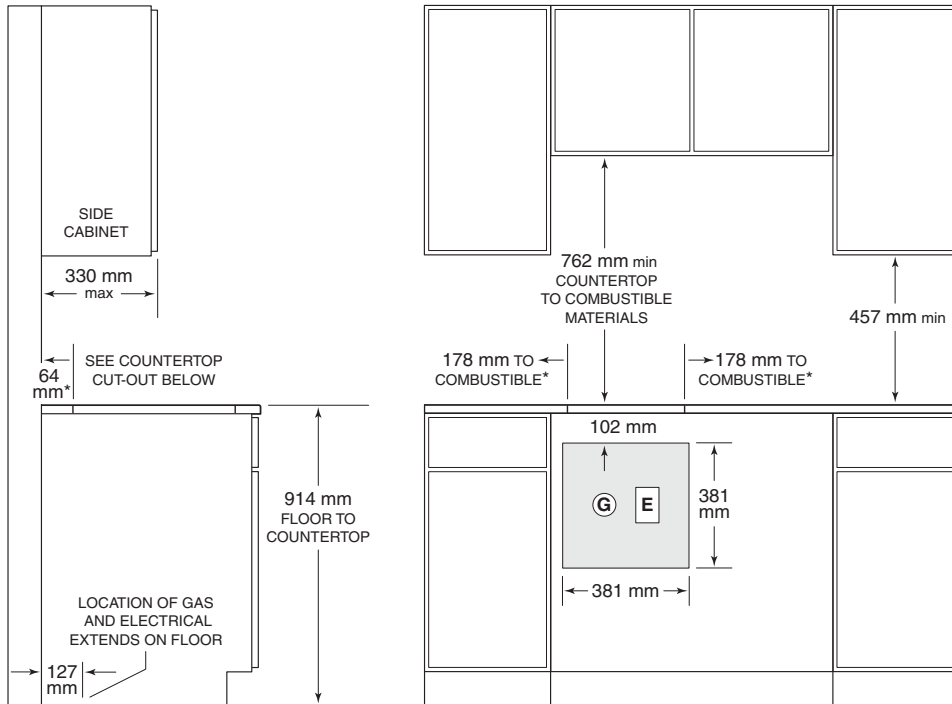 SIDE
CABINET
330 mm
max
64
mm*
SEE COUNTERTOP
CUT-OUT BELOW
914 mm
FLOOR TO
COUNTERTOP
LOCATION OF GAS
AND ELECTRICAL
EXTENDS ON FLOOR
127
mm
762 mm min
COUNTERTOP
TO COMBUSTIBLE
MATERIALS
457 mm min
178 mm TO
COMBUSTIBLE*
178 mm TO
COMBUSTIBLE*
102 mm
G E
381
mm
381 mm